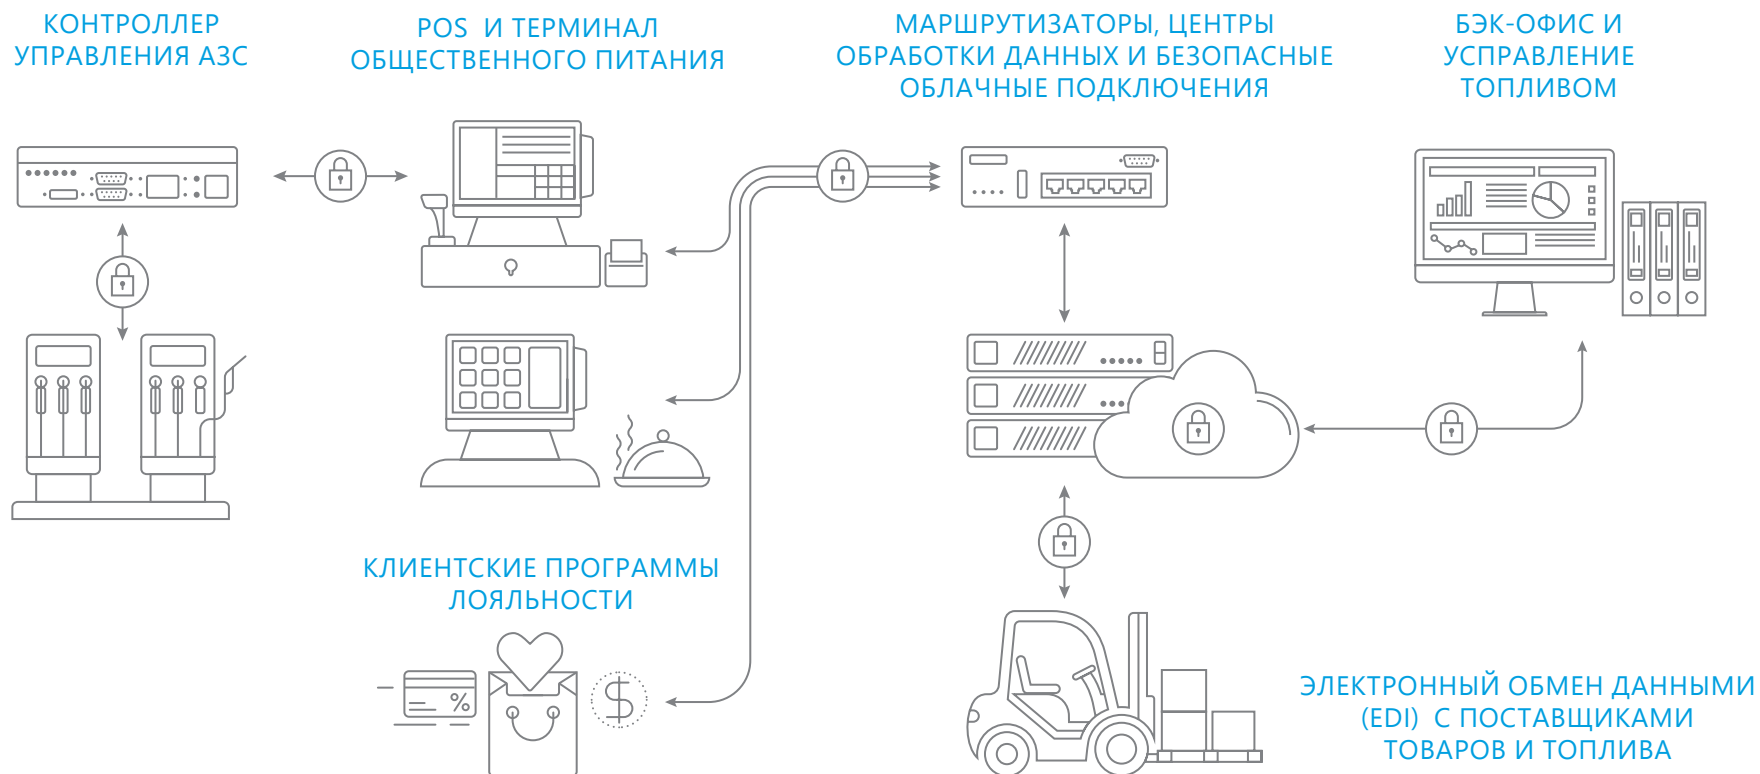 КОНТРОЛЛЕР
УПРАВЛЕНИЯ АЗС
POS И ТЕРМИНАЛ
ОБЩЕСТВЕННОГО ПИТАНИЯ
МАРШРУТИЗАТОРЫ, ЦЕНТРЫ
ОБРАБОТКИ ДАННЫХ И БЕЗОПАСНЫЕ
ОБЛАЧНЫЕ ПОДКЛЮЧЕНИЯ
БЭК-ОФИС И
УСПРАВЛЕНИЕ
ТОПЛИВОМ
КЛИЕНТСКИЕ ПРОГРАММЫ
ЛОЯЛЬНОСТИ
%
$
ЭЛЕКТРОННЫЙ ОБМЕН ДАННЫМИ
(EDI) С ПОСТАВЩИКАМИ
ТОВАРОВ И ТОПЛИВА